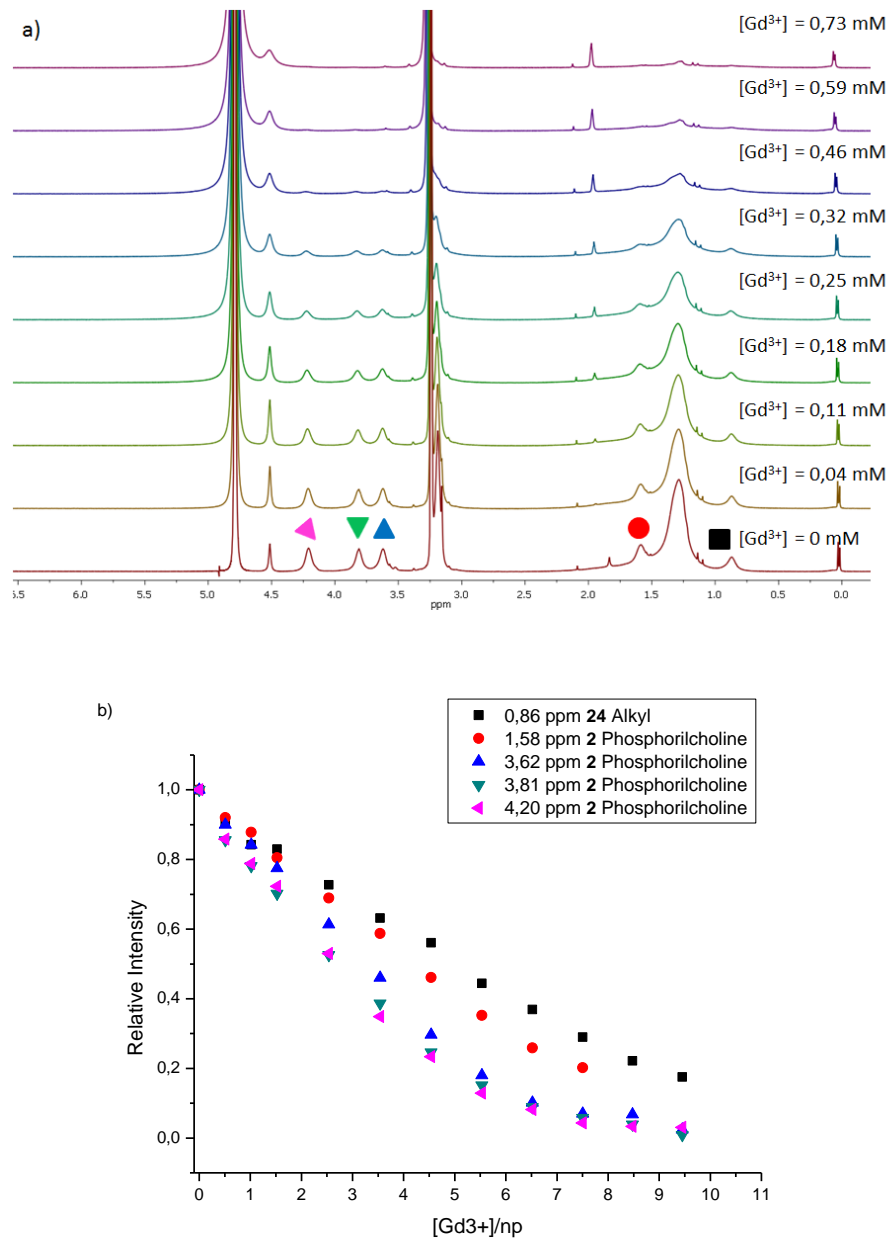 a)
[Gd³⁺] = 0,73 mM
[Gd³⁺] = 0,59 mM
[Gd³⁺] = 0,46 mM
[Gd³⁺] = 0,32 mM
[Gd³⁺] = 0,25 mM
[Gd³⁺] = 0,18 mM
[Gd³⁺] = 0,11 mM
[Gd³⁺] = 0,04 mM
[Gd³⁺] = 0 mM
6.5 6.0 5.5 5.0 4.5 4.0 3.5 3.0 2.5 2.0 1.5 1.0 0.5 0.0
ppm
b)
0,86 ppm 24 Alkyl
1,58 ppm 2 Phosphorilcholine
3,62 ppm 2 Phosphorilcholine
3,81 ppm 2 Phosphorilcholine
4,20 ppm 2 Phosphorilcholine
1,0
0,8
0,6
0,4
0,2
0,0
Relative Intensity
0 1 2 3 4 5 6 7 8 9 10 11
[Gd3+]/np